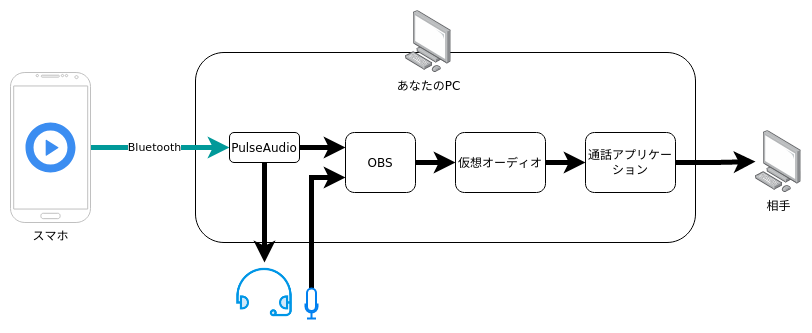 あなたのPC
Bluetooth
PulseAudio
OBS
仮想オーディオ
通話アプリケー
ション
スマホ
相手